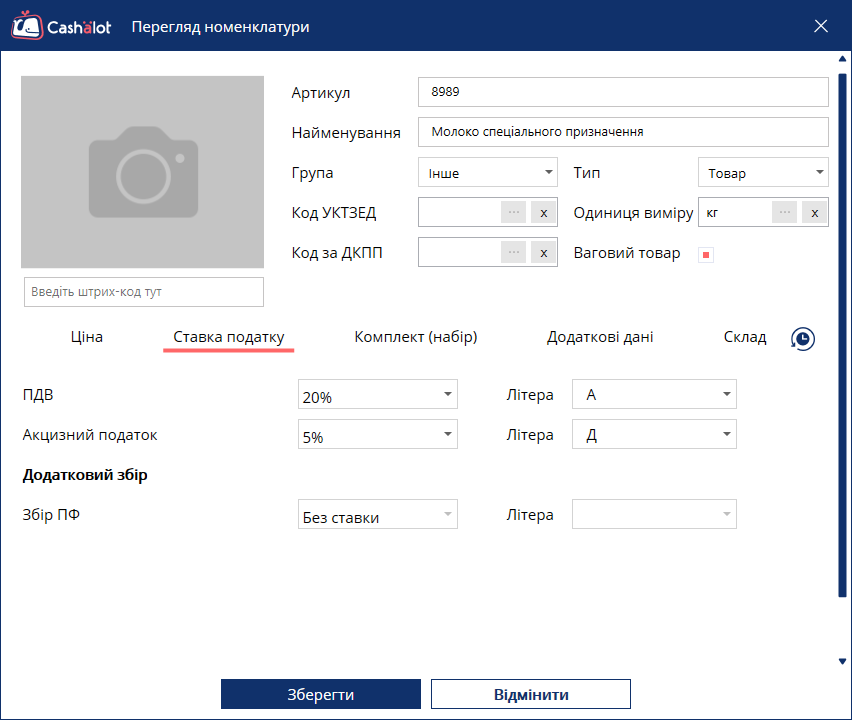 Cashalot Перегляд номенклатури
Артикул 8989
Найменування Молоко спеціального призначення
Група Інше Тип Товар
Код УКТЗЕД ... x Одиниця виміру кг ... x
Код за ДКПП ... x Ваговий товар
Введіть штрих-код тут
Ціна Ставка податку Комплект (набір) Додаткові дані Склад
ПДВ 20% Літера А
Акцизний податок 5% Літера Д
Додатковий збір
Збір ПФ Без ставки Літера
Зберегти Відмінити